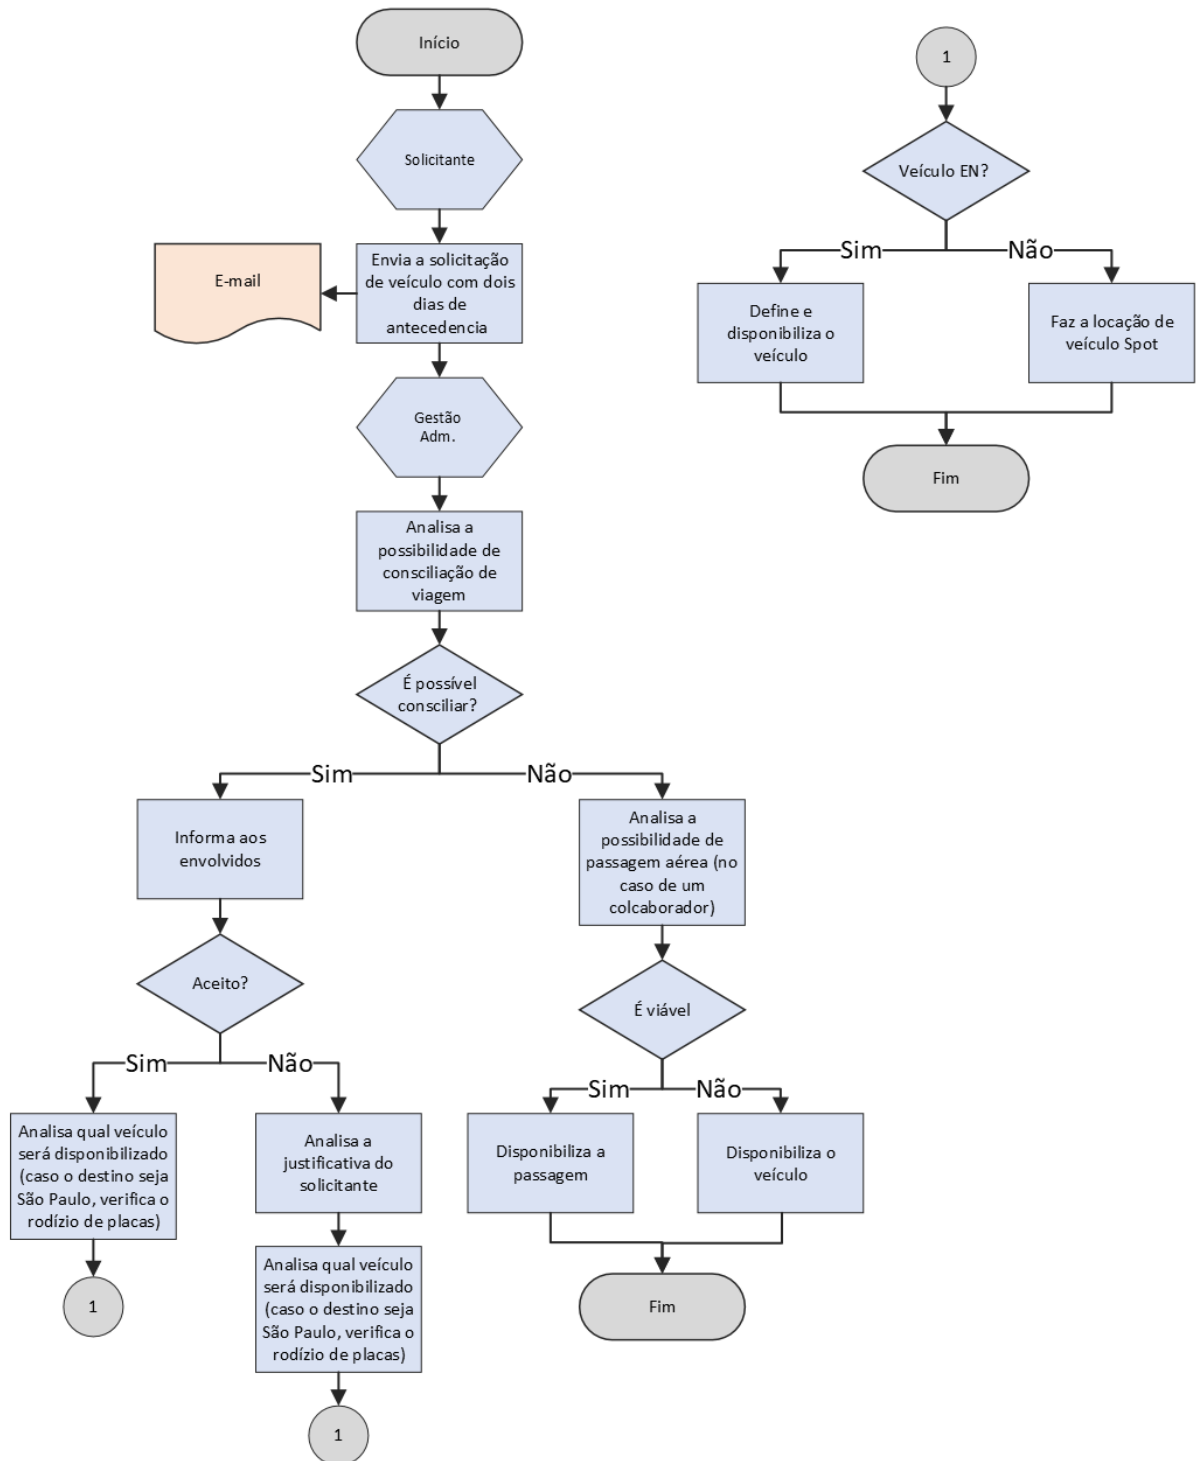 Início
Solicitante
Envia a solicitação
de veículo com dois
dias de
antecedencia
E-mail
Gestão
Adm.
Analisa a
possibilidade de
consciliação de
viagem
É possível
consciliar?
Sim
Não
Informa aos
envolvidos
Analisa a
possibilidade de
passagem aérea (no
caso de um
colcaborador)
Aceito?
É viável
Sim
Não
Sim
Não
Analisa qual veículo
será disponibilizado
(caso o destino seja
São Paulo, verifica o
rodízio de placas)
Analisa a
justificativa do
solicitante
Disponibiliza a
passagem
Disponibiliza o
veículo
1
Analisa qual veículo
será disponibilizado
(caso o destino seja
São Paulo, verifica o
rodízio de placas)
Fim
1
1
Veículo EN?
Sim
Não
Define e
disponibiliza o
veículo
Faz a locação de
veículo Spot
Fim